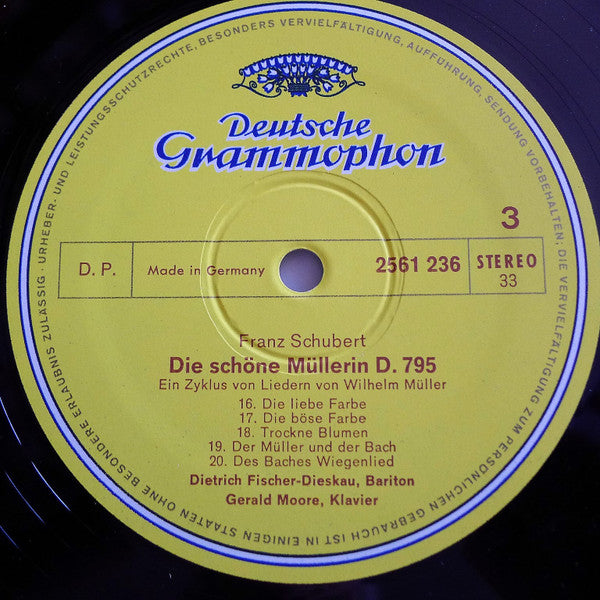 Deutsche
Grammophon
3
D. P.
Made in Germany
2561 236
STEREO
33
Franz Schubert
Die schöne Müllerin D. 795
Ein Zyklus von Liedern von Wilhelm Müller
16. Die liebe Farbe
17. Die böse Farbe
18. Trockne Blumen
19. Der Müller und der Bach
20. Des Baches Wiegenlied
Dietrich Fischer-Dieskau, Bariton
Gerald Moore, Klavier
URHEBER- UND LEISTUNGSSCHUTZRECHTE, BESONDERS VERVIELFÄLTIGUNG, AUFFÜHRUNG, SENDUNG VORBEHALTEN; DIE VERVIELFÄLTIGUNG ZUM PERSÖNLICHEN GEBRAUCH IST IN EINIGEN STAATEN OHNE BESONDERE ERLAUBNIS ZULÄSSIG ·